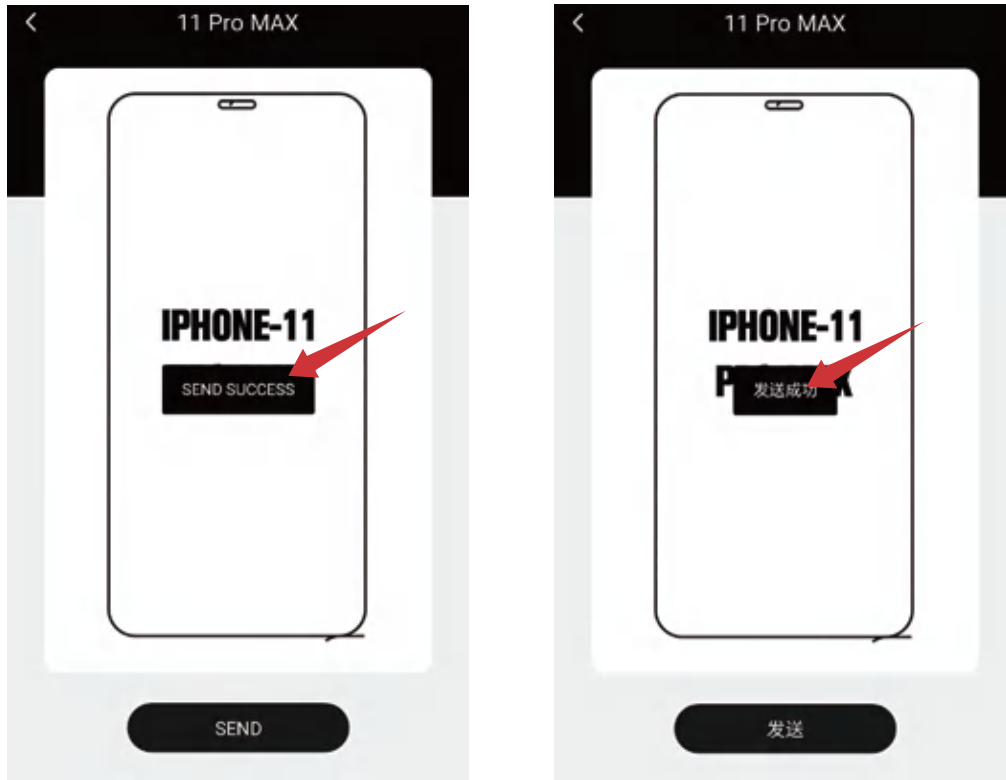 11 Pro MAX
IPHONE-11
SEND SUCCESS
SEND
11 Pro MAX
IPHONE-11
发送成功
发送